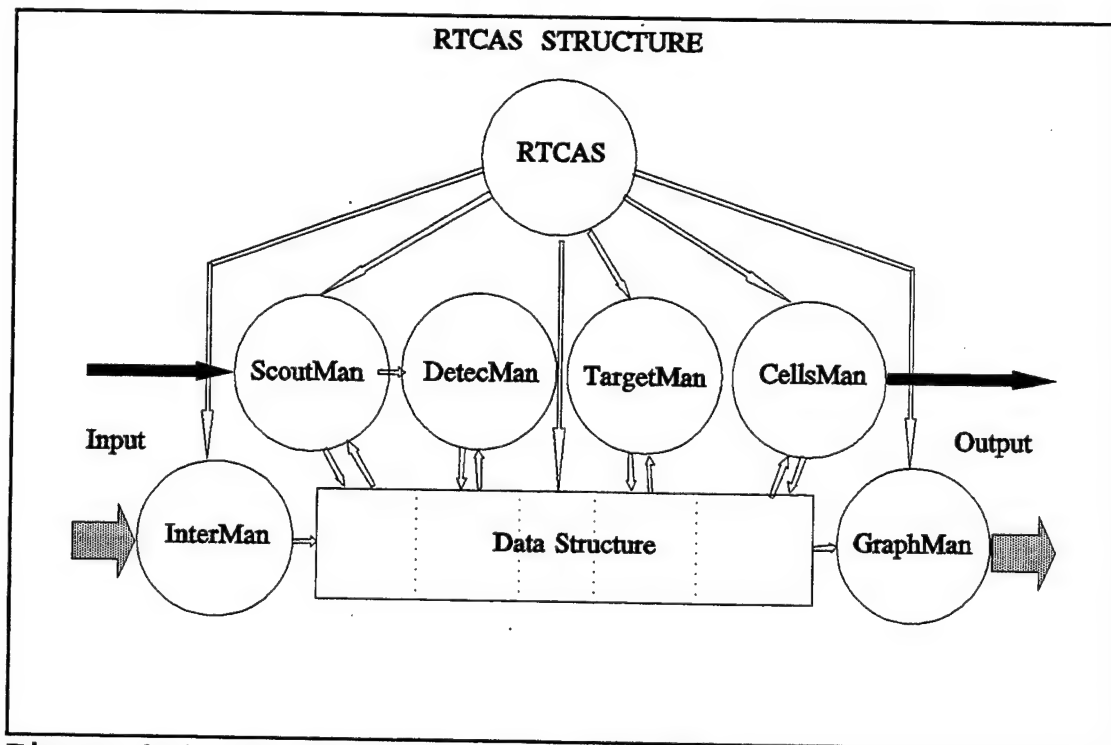 RTCAS STRUCTURE
RTCAS
ScoutMan
DetecMan
TargetMan
CellsMan
Input
Output
InterMan
Data Structure
GraphMan